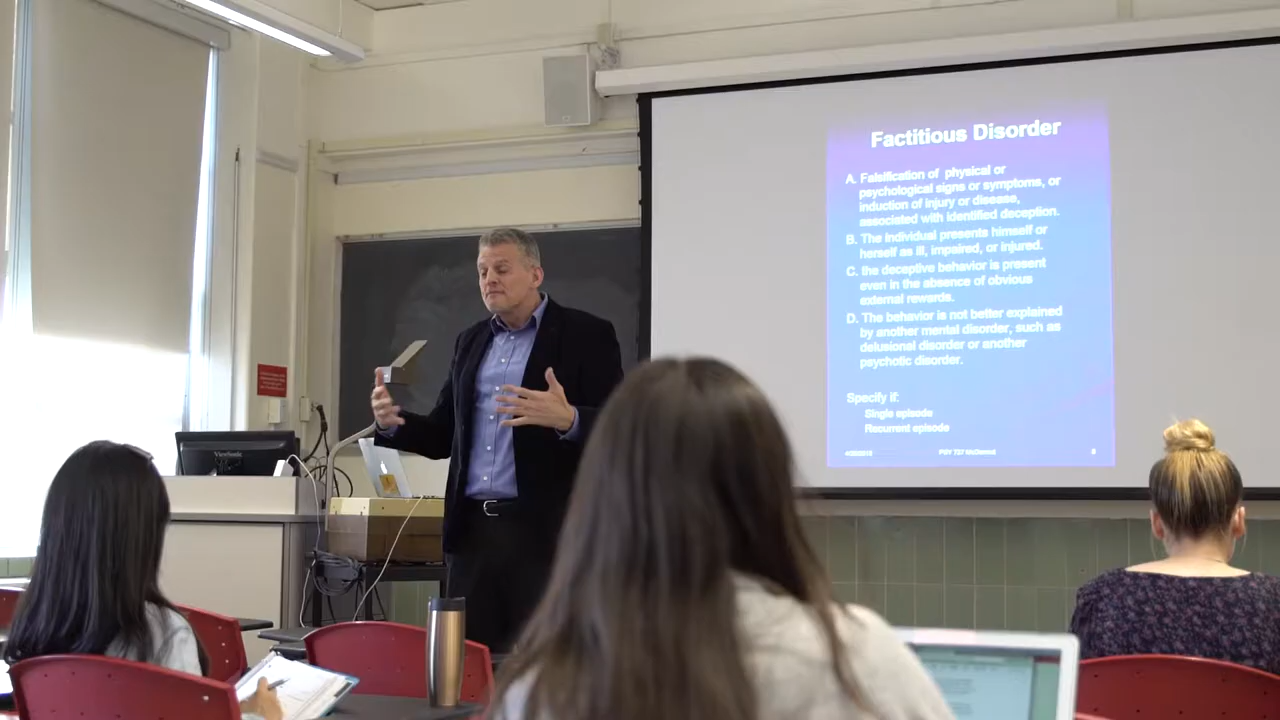 Factitious Disorder
A. Falsification of physical or
psychological signs or symptoms, or
induction of injury or disease,
associated with identified deception.
B. The individual presents himself or
herself as ill, impaired, or injured.
C. the deceptive behavior is present
even in the absence of obvious
external rewards.
D. The behavior is not better explained
by another mental disorder, such as
delusional disorder or another
psychotic disorder.
Specify if:
Single episode
Recurrent episode
PSY 727 McDermut
ViewSonic